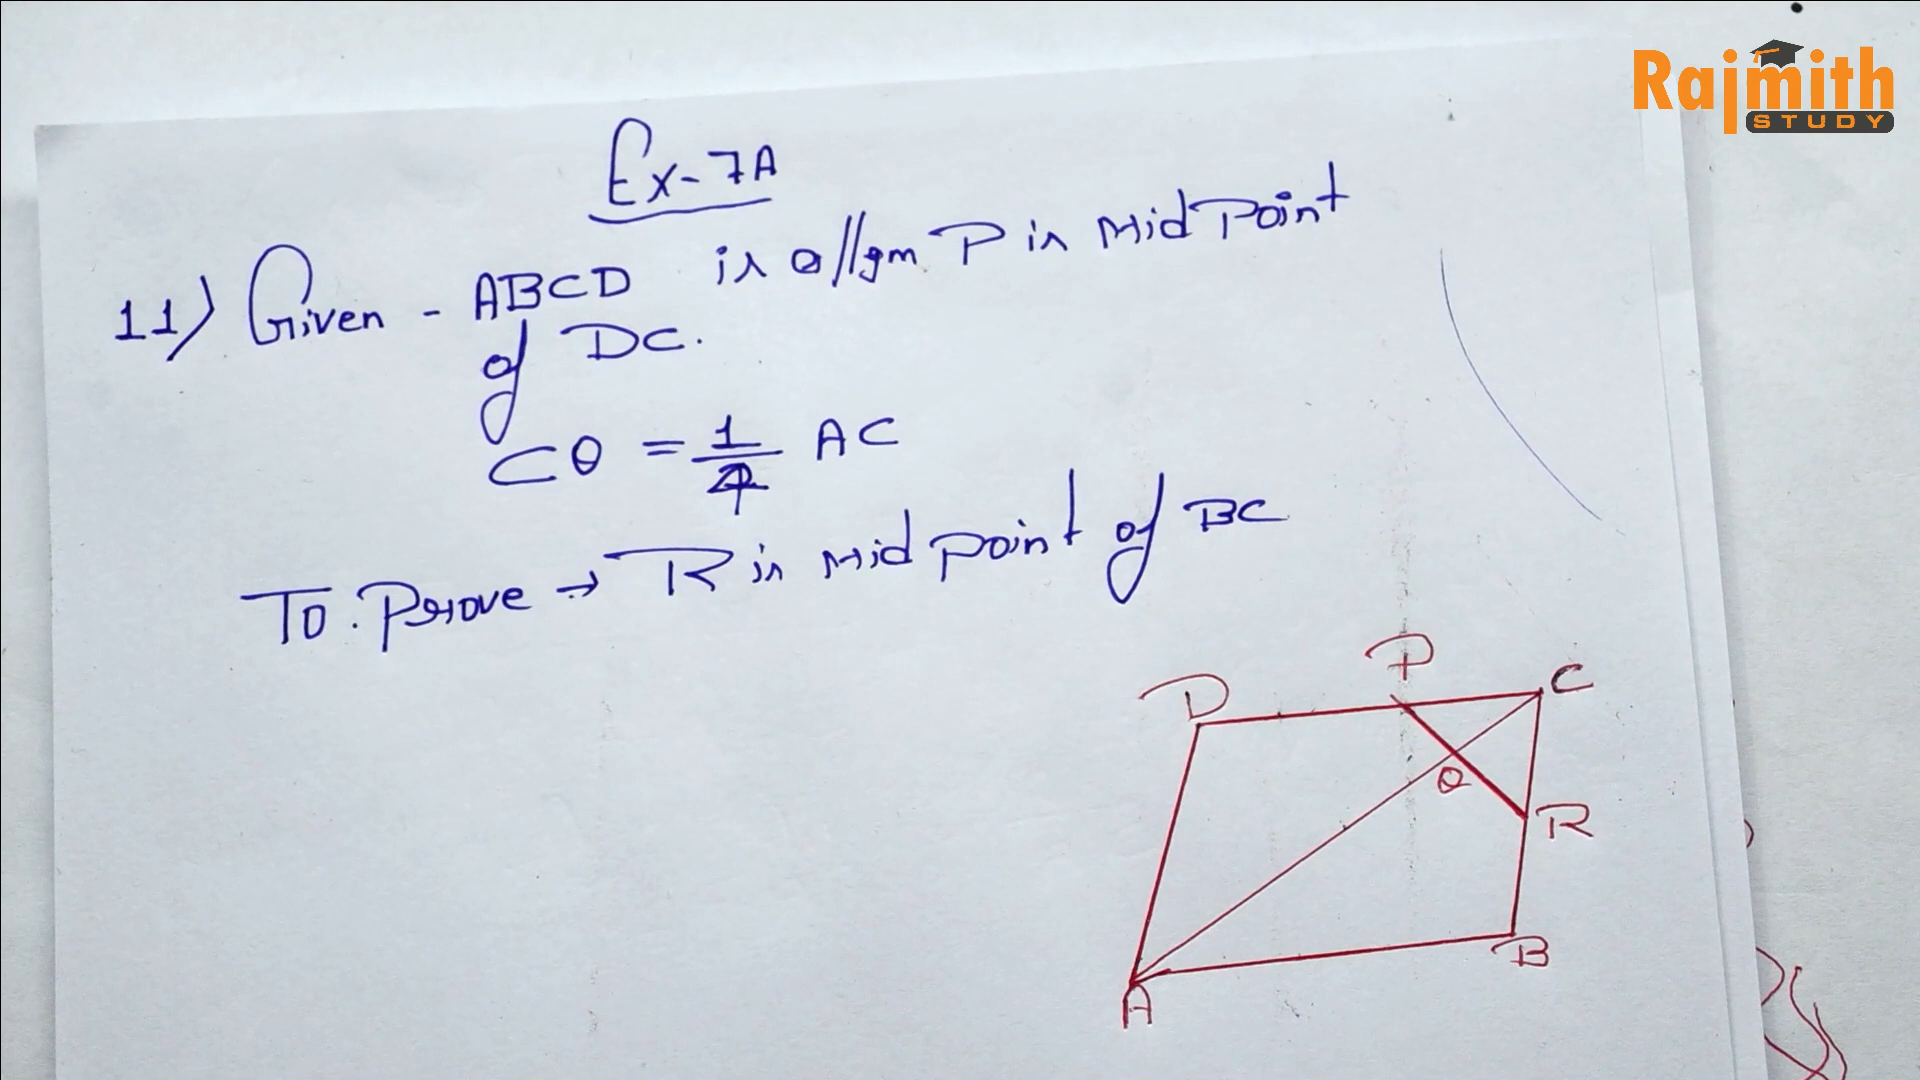 Rajmith
STUDY
Ex-7A
11) Given - ABCD is a //gm P is Mid Point
of DC.
CQ = 1/4 AC
To. Prove → R is Mid point of BC
D P C
Q
R
B
A